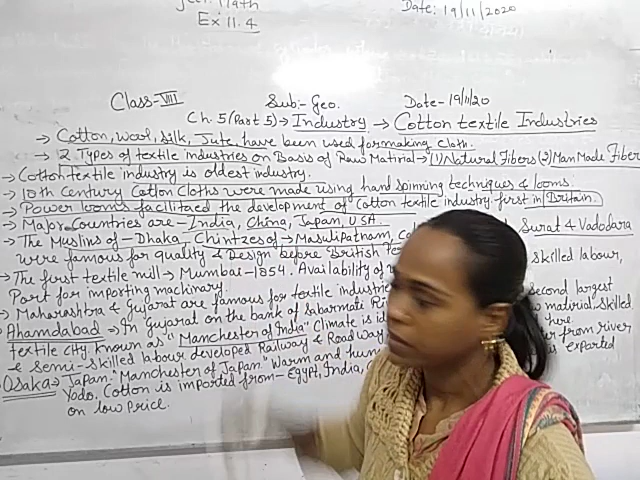 Ex 11.4
Date: 19/11/2020
Class-VIII Sub:- Geo. Date- 19/11/20
Ch. 5 (Part 5) → Industry → Cotton textile Industries
→ Cotton, wool, Silk, Jute, have been used for making cloth.
→ 2 Types of textile industries on Basis of Raw Matirial → (1) Natural Fibers (2) Man Made Fiber
→ Cotton textile industry is oldest industry.
→ 18th Century Cotton Cloths were made using hand spinning techniques & looms.
→ Power looms facilitaed the development of Cotton textile industry first in Britain.
→ Major Countries are - India, China, Japan, USA.
→ The Muslins of - Dhaka, Chintzes of → Masulipatnam, Surat & Vadodara
were famous for quality & Design before British
→ The first textile mill → Mumbai - 1854. Availability of skilled labour,
Port for importing machinary.
→ Maharashtra & Gujarat are famous for textile industries second largest
→ Ahamdabad → In Gujarat on the bank of Sabarmati material. skilled
textile city known as "Manchester of India" Climate is here
& semi-skilled labour developed Railway & Roadway from river
Osaka → Japan. "Manchester of Japan." Warm and is exported
Yodo, Cotton is imported from - Egypt, India,
on low Price.